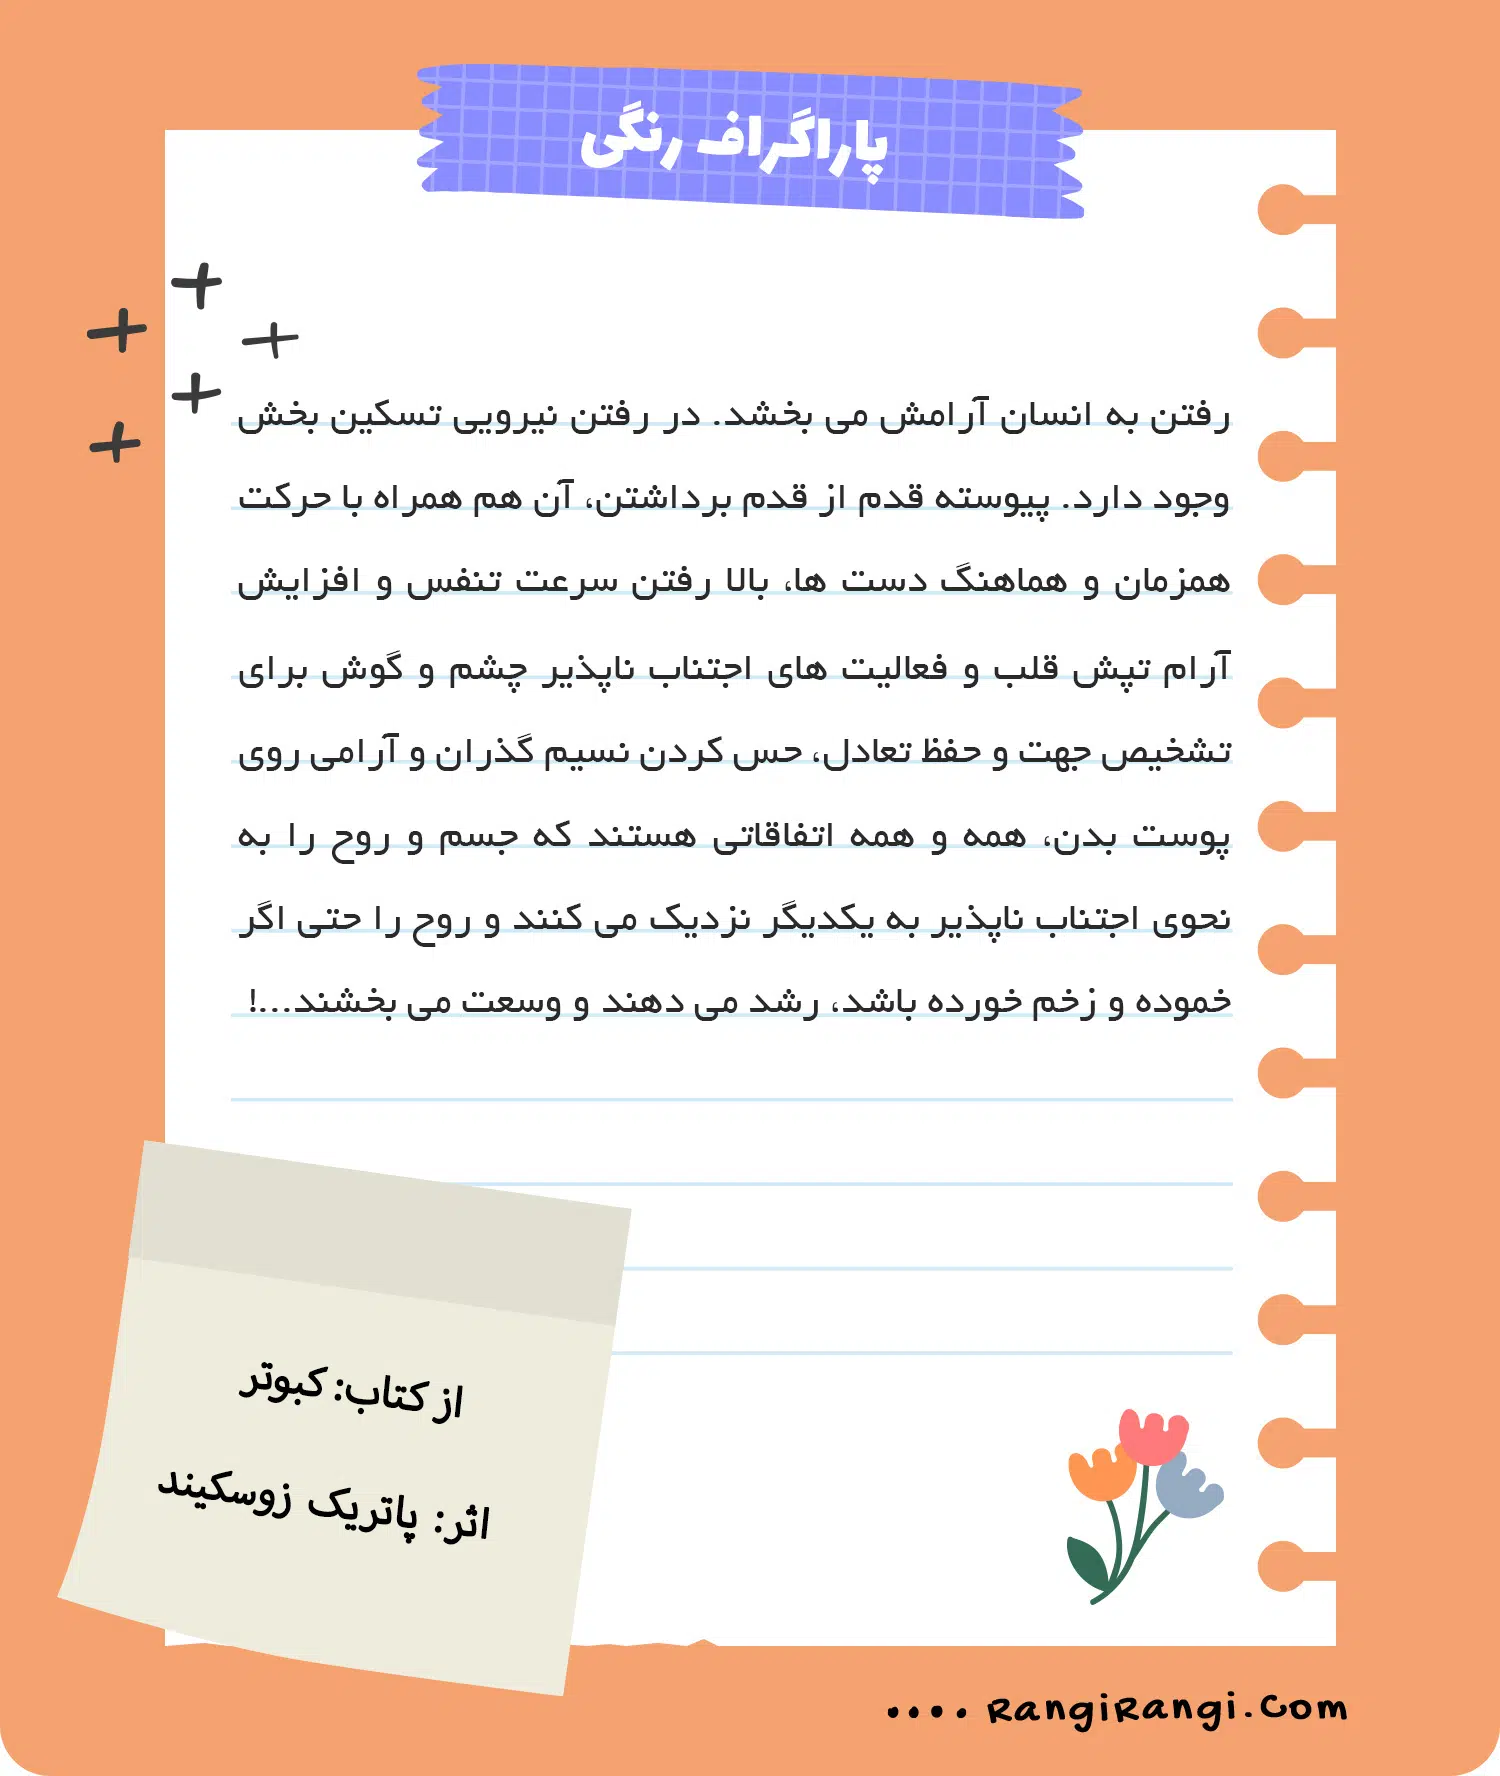 پاراگراف رنگی
رفتن به انسان آرامش می بخشد. در رفتن نیرویی تسکین بخش
وجود دارد. پیوسته قدم از قدم برداشتن، آن هم همراه با حرکت
همزمان و هماهنگ دست ها، بالا رفتن سرعت تنفس و افزایش
آرام تپش قلب و فعالیت های اجتناب ناپذیر چشم و گوش برای
تشخیص جهت و حفظ تعادل، حس کردن نسیم گذران و آرامی روی
پوست بدن، همه و همه اتفاقاتی هستند که جسم و روح را به
نحوی اجتناب ناپذیر به یکدیگر نزدیک می کنند و روح را حتی اگر
خموده و زخم خورده باشد، رشد می دهند و وسعت می بخشند...!
از کتاب: کبوتر
اثر: پاتریک زوسکیند
RangiRangi.Com